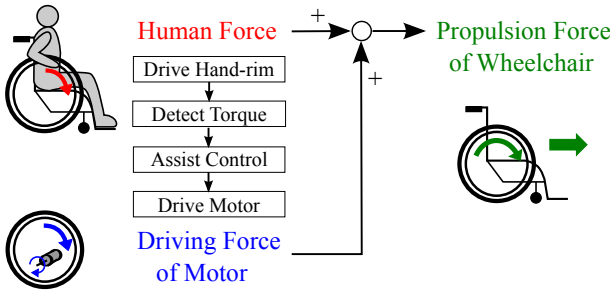 Human Force
+
Propulsion Force
of Wheelchair
Drive Hand-rim
+
Detect Torque
Assist Control
Drive Motor
Driving Force
of Motor